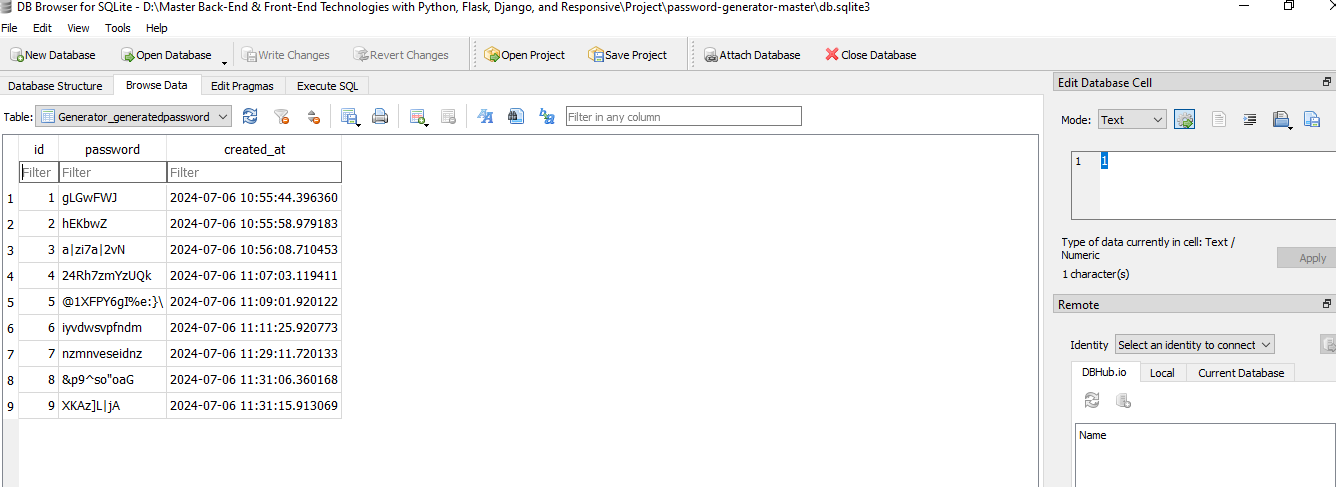 DB Browser for SQLite - D:\Master Back-End & Front-End Technologies with Python, Flask, Django, and Responsive\Project\password-generator-master\db.sqlite3
File Edit View Tools Help
New Database Open Database Write Changes Revert Changes Open Project Save Project Attach Database Close Database
Database Structure Browse Data Edit Pragmas Execute SQL
Table: Generator_generatedpassword Filter in any column
id password created_at
Filter Filter Filter
1 1 gLGwFWJ 2024-07-06 10:55:44.396360
2 2 hEKbwZ 2024-07-06 10:55:58.979183
3 3 a|zi7a|2vN 2024-07-06 10:56:08.710453
4 4 24Rh7zmYzUQk 2024-07-06 11:07:03.119411
5 5 @1XFPY6gI%e:}\ 2024-07-06 11:09:01.920122
6 6 iyvdwsvpfndm 2024-07-06 11:11:25.920773
7 7 nzmnveseidnz 2024-07-06 11:29:11.720133
8 8 &p9^so"oaG 2024-07-06 11:31:06.360168
9 9 XKAz]L|jA 2024-07-06 11:31:15.913069
Edit Database Cell
Mode: Text
1 1
Type of data currently in cell: Text /
Numeric
1 character(s)
Apply
Remote
Identity Select an identity to connect
DBHub.io Local Current Database
Name